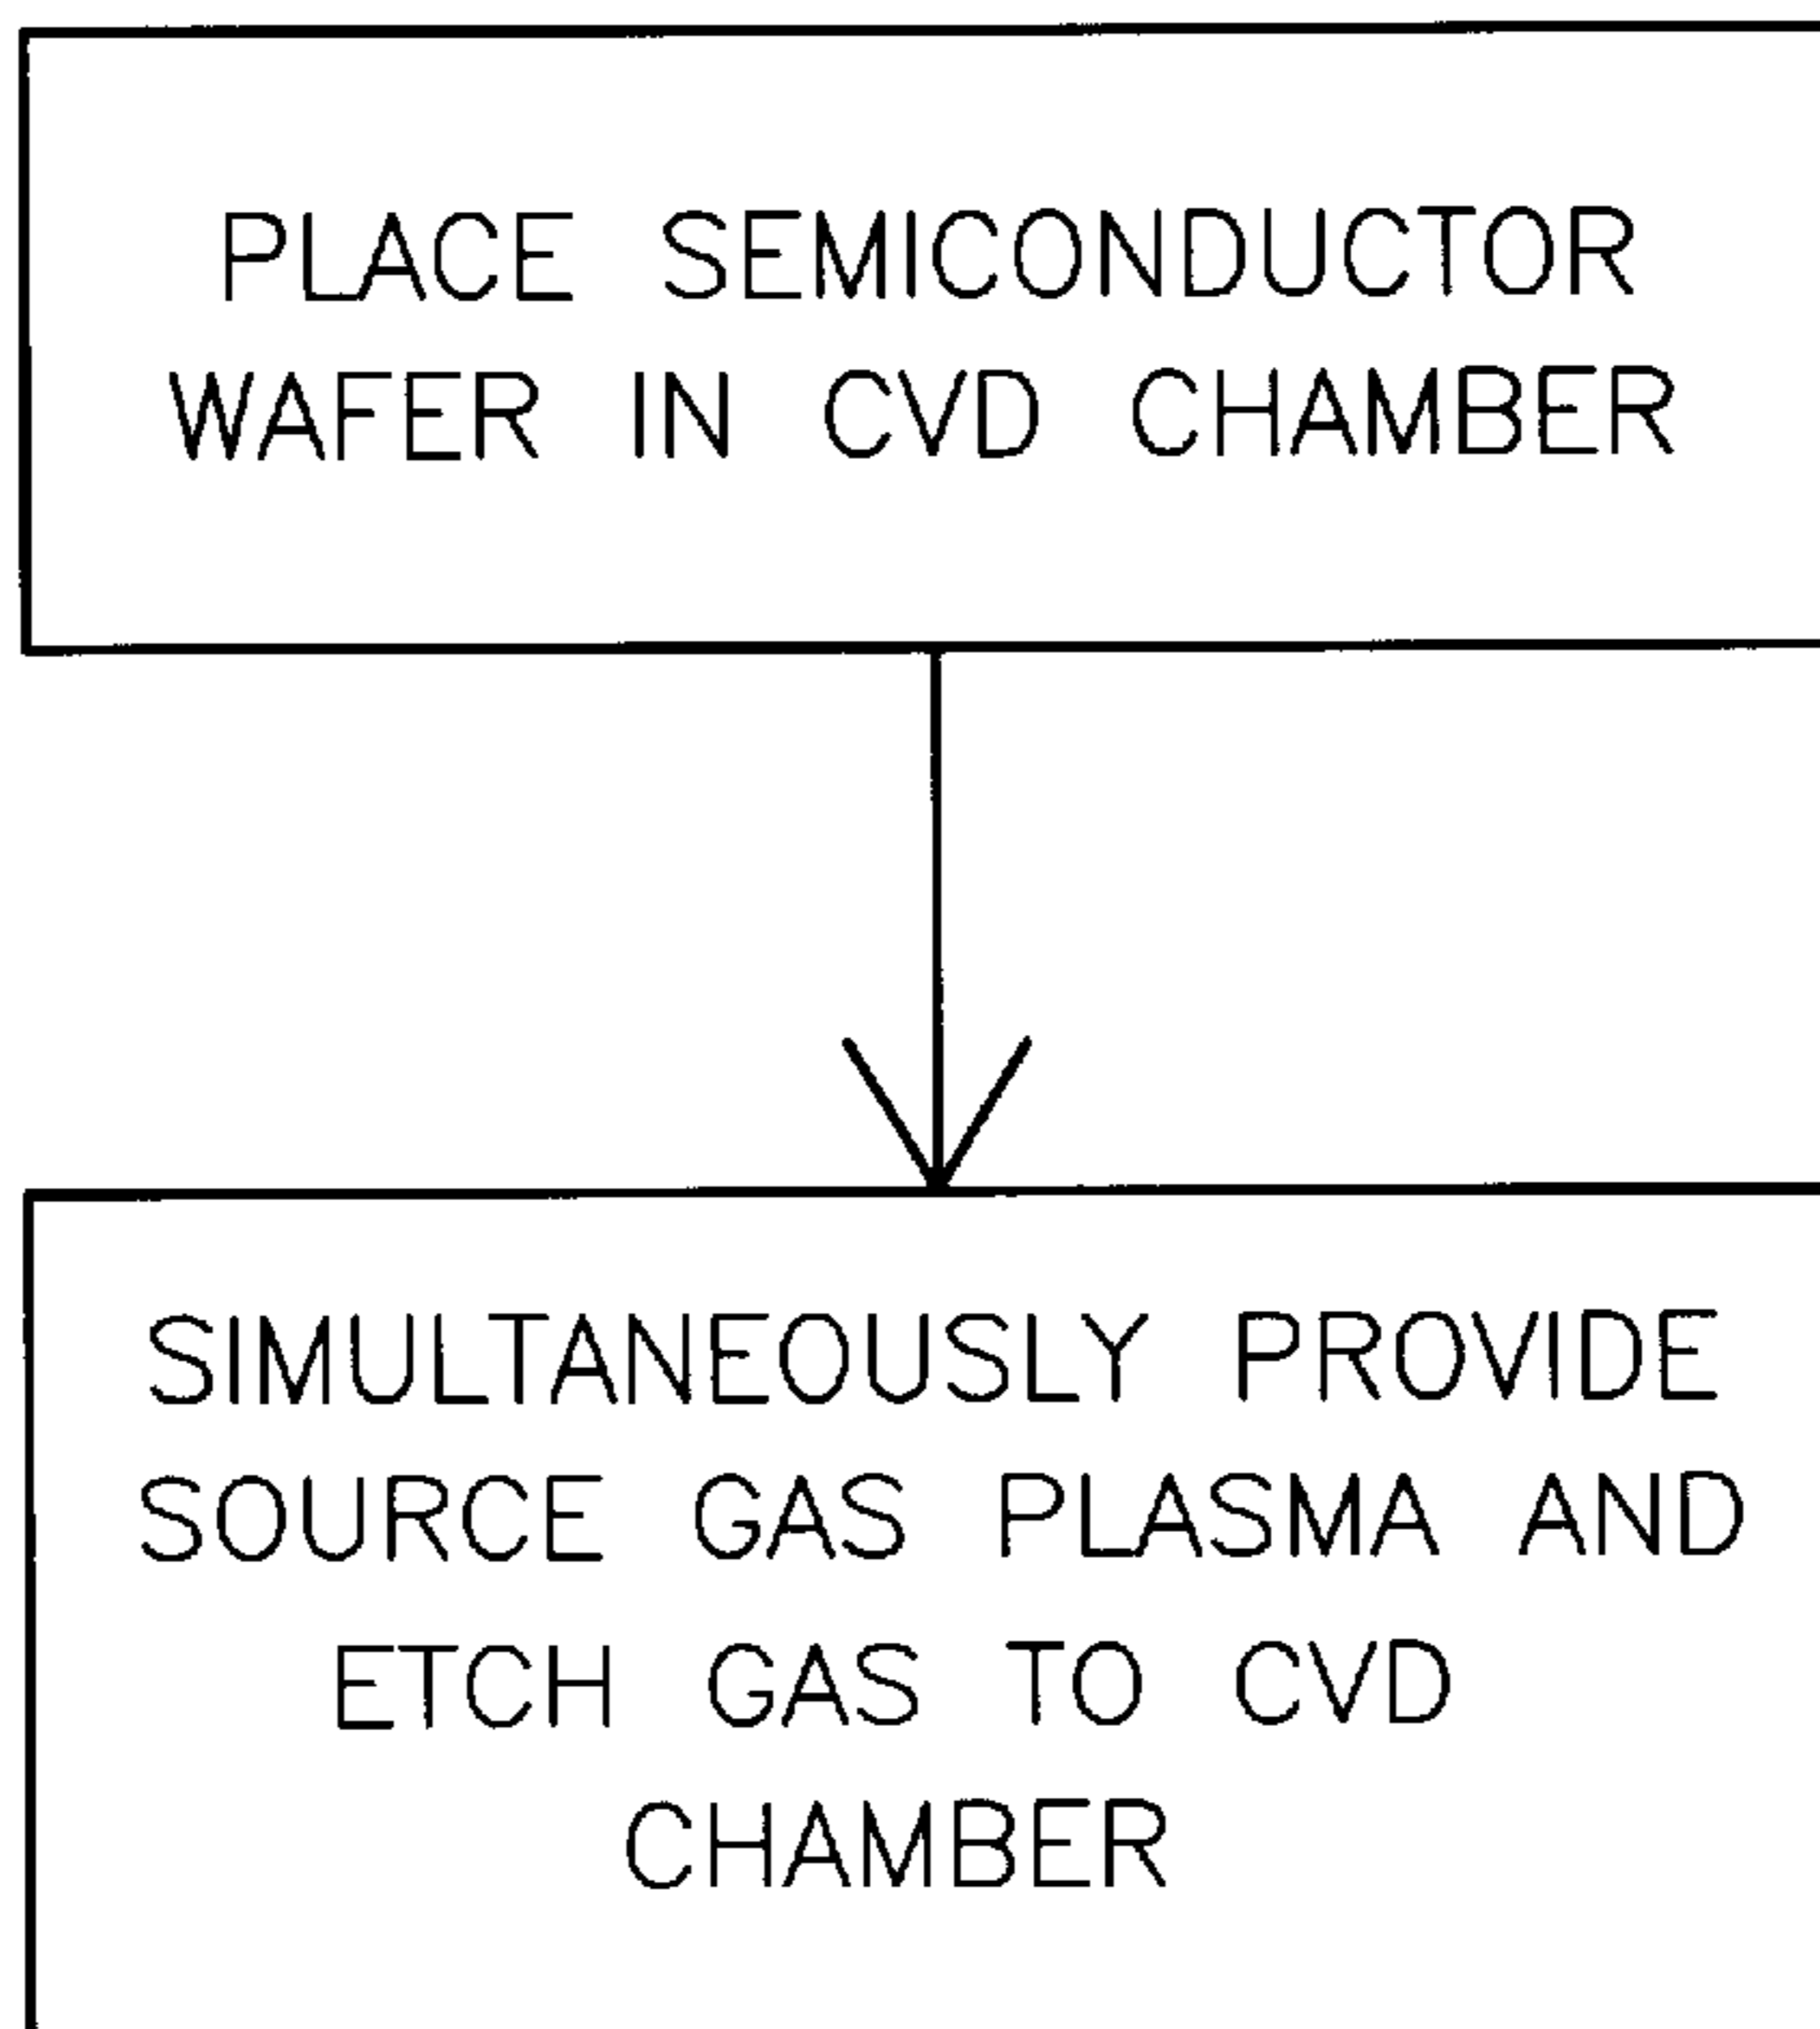 PLACE SEMICONDUCTOR
WAFER IN CVD CHAMBER
SIMULTANEOUSLY PROVIDE
SOURCE GAS PLASMA AND
ETCH GAS TO CVD
CHAMBER